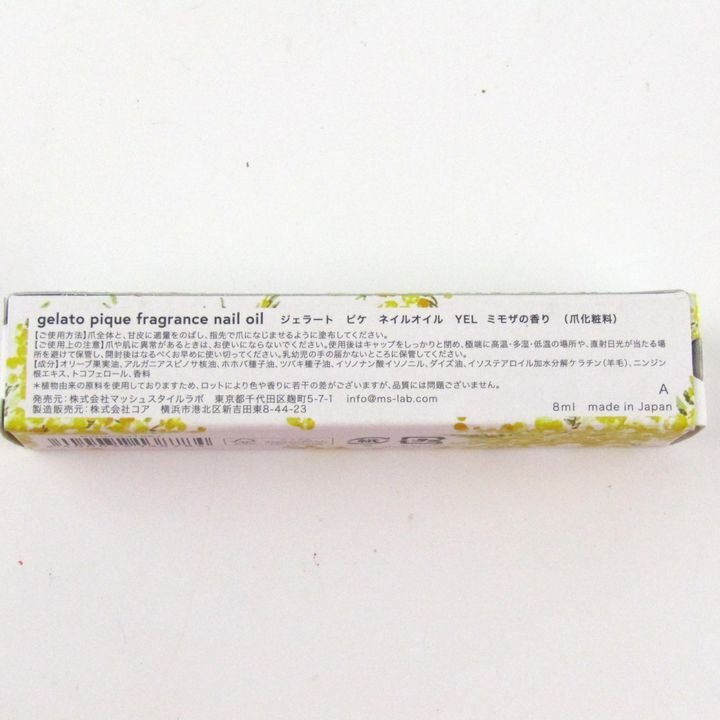 gelato pique fragrance nail oil ジェラート ピケ ネイルオイル YEL ミモザの香り （爪化粧料）
【ご使用方法】爪全体と、甘皮に適量をのばし、指先で爪になじませるように塗布してください。
【ご使用上の注意】爪や肌に異常があるときは、お使いにならないでください。使用後はキャップをしっかりと閉め、極端に高温・多湿・低温の場所や、直射日光が当たる場
所を避けて保管し、開封後はなるべくお早めに使い切ってください。乳幼児の手の届かないところに保管してください。
【成分】オリーブ果実油、アルガニアスピノサ核油、ホホバ種子油、ツバキ種子油、イソノナン酸イソノニル、ダイズ油、イソステアロイル加水分解ケラチン（羊毛）、ニンジン
根エキス、トコフェロール、香料
＊植物由来の原料を使用しておりますため、ロットにより色や香りに若干の差がございますが、品質には問題ございません。
発売元：株式会社マッシュスタイルラボ 東京都千代田区麹町5-7-1 info@ms-lab.com
製造販売元：株式会社コア 横浜市港北区新吉田東8-44-23
A
8ml made in Japan